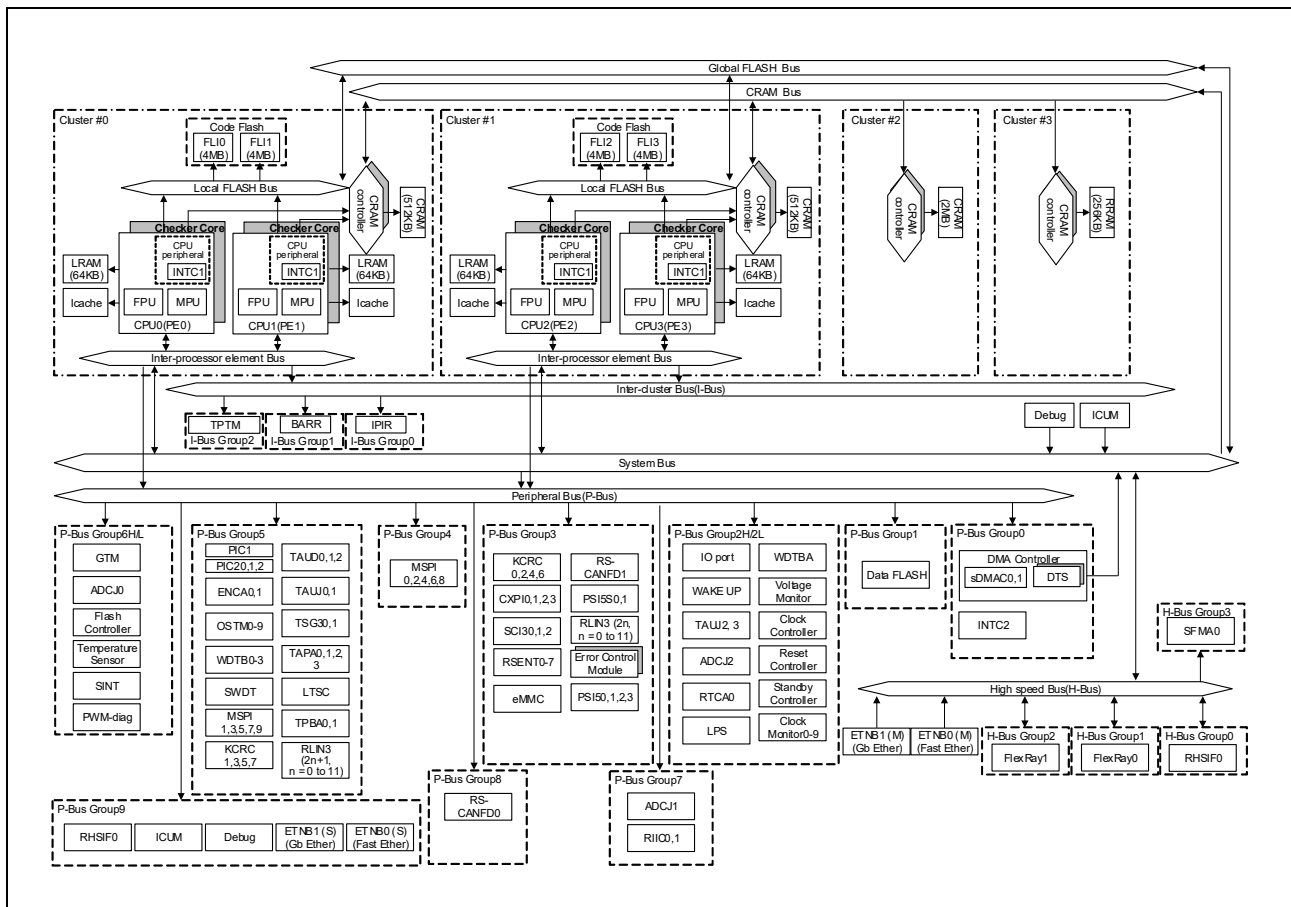 Global FLASH Bus
CRAM Bus
Cluster #0
Code Flash
FLI0
(4MB)
FLI1
(4MB)
Local FLASH Bus
CRAM
controller
CRAM
(512KB)
Checker Core
CPU
peripheral
INTC1
Checker Core
CPU
peripheral
INTC1
LRAM
(64KB)
LRAM
(64KB)
Icache
FPU
MPU
FPU
MPU
Icache
CPU0(PE0)
CPU1(PE1)
Inter-processor element Bus
Cluster #1
Code Flash
FLI2
(4MB)
FLI3
(4MB)
Local FLASH Bus
CRAM
controller
CRAM
(512KB)
Checker Core
CPU
peripheral
INTC1
Checker Core
CPU
peripheral
INTC1
LRAM
(64KB)
LRAM
(64KB)
Icache
FPU
MPU
FPU
MPU
Icache
CPU2(PE2)
CPU3(PE3)
Inter-processor element Bus
Cluster #2
CRAM
controller
CRAM
(2MB)
Cluster #3
CRAM
controller
RRAM
(256KB)
Inter-cluster Bus(I-Bus)
TPTM
I-Bus Group2
BARR
I-Bus Group1
IPIR
I-Bus Group0
Debug
ICUM
System Bus
Peripheral Bus(P-Bus)
P-Bus Group6H/L
GTM
ADCJ0
Flash
Controller
Temperature
Sensor
SINT
PWM-diag
P-Bus Group5
PIC1
PIC20,1,2
ENCA0,1
OSTM0-9
WDTB0-3
SWDT
MSPI
1,3,5,7,9
KCRC
1,3,5,7
TAUD0,1,2
TAUJ0,1
TSG30,1
TAPA0,1,2,
3
LTSC
TPBA0,1
RLIN3
(2n+1,
n = 0 to 11)
P-Bus Group4
MSPI
0,2,4,6,8
P-Bus Group3
KCRC
0,2,4,6
CXPI0,1,2,3
SCI30,1,2
RSENT0-7
eMMC
RS-
CANFD1
PSI5S0,1
RLIN3 (2n,
n = 0 to 11)
Error Control
Module
PSI50,1,2,3
P-Bus Group2H/2L
IO port
WAKE UP
TAUJ2, 3
ADCJ2
RTCA0
LPS
WDTBA
Voltage
Monitor
Clock
Controller
Reset
Controller
Standby
Controller
Clock
Monitor0-9
P-Bus Group1
Data FLASH
P-Bus Group0
DMA Controller
sDMAC0,1
DTS
INTC2
H-Bus Group3
SFMA0
High speed Bus(H-Bus)
ETNB1 (M)
(Gb Ether)
ETNB0 (M)
(Fast Ether)
H-Bus Group2
FlexRay1
H-Bus Group1
FlexRay0
H-Bus Group0
RHSIF0
P-Bus Group8
RS-
CANFD0
P-Bus Group7
ADCJ1
RIIC0,1
P-Bus Group9
RHSIF0
ICUM
Debug
ETNB1 (S)
(Gb Ether)
ETNB0 (S)
(Fast Ether)